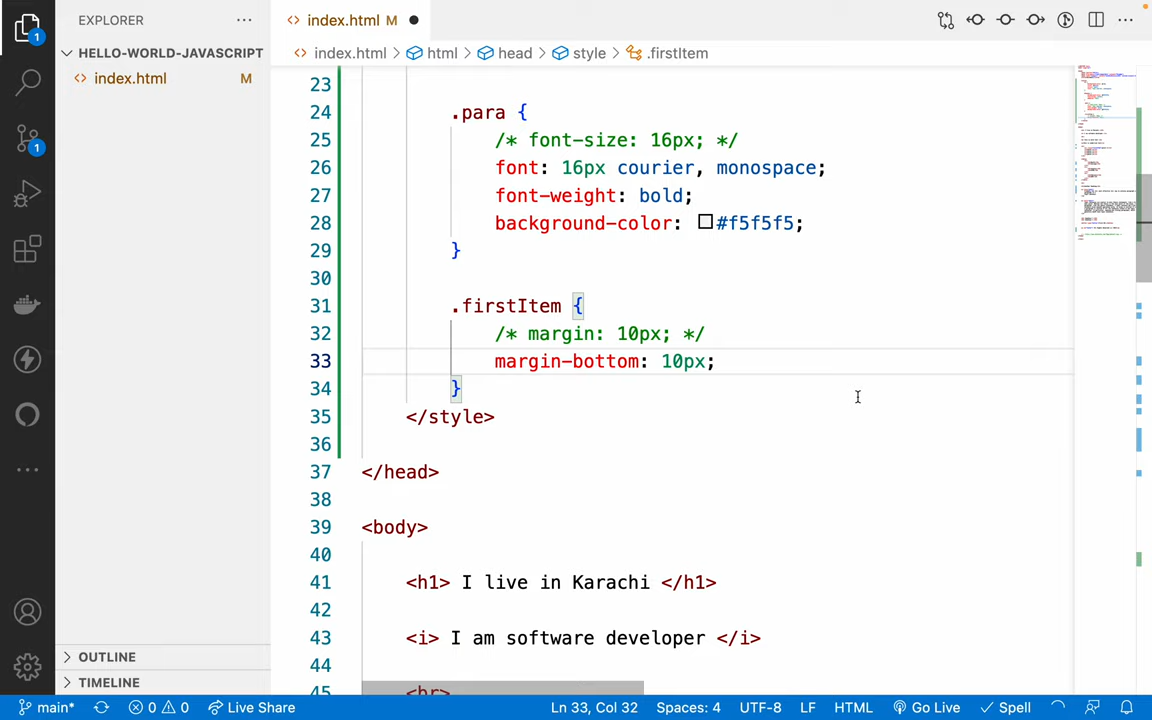 EXPLORER ···
index.html M ●
HELLO-WORLD-JAVASCRIPT
index.html > html > head > style > .firstItem
index.html M
1
1
23
24 .para {
25 /* font-size: 16px; */
26 font: 16px courier, monospace;
27 font-weight: bold;
28 background-color: #f5f5f5;
29 }
30
31 .firstItem {
32 /* margin: 10px; */
33 margin-bottom: 10px;
34 }
35 </style>
36
37 </head>
38
39 <body>
40
41 <h1> I live in Karachi </h1>
42
43 <i> I am software developer </i>
44
45 <br>
OUTLINE
TIMELINE
main* 0 0 Live Share Ln 33, Col 32 Spaces: 4 UTF-8 LF HTML Go Live Spell